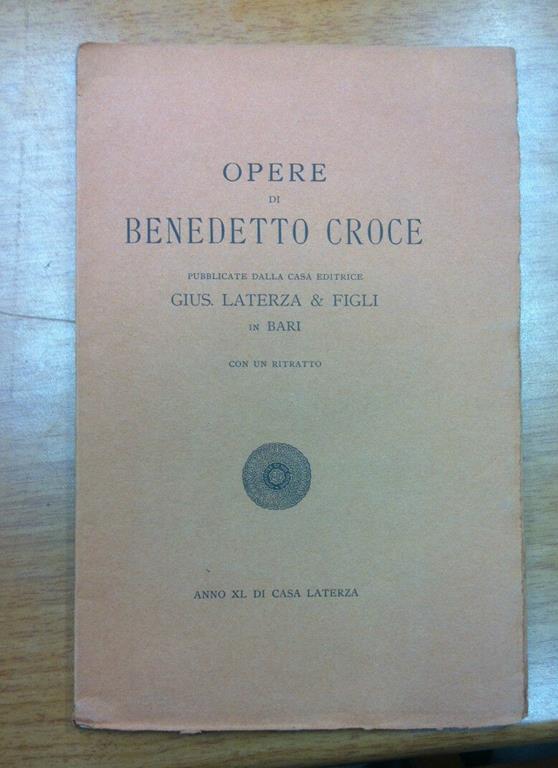 OPERE
DI
BENEDETTO CROCE
PUBBLICATE DALLA CASA EDITRICE
GIUS. LATERZA & FIGLI
IN BARI
CON UN RITRATTO
ANNO XL DI CASA LATERZA